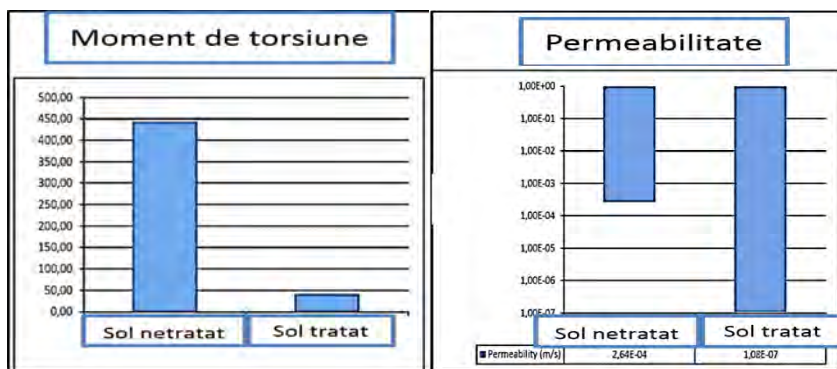 Moment de torsiune
500,00
450,00
400,00
350,00
300,00
250,00
200,00
150,00
100,00
50,00
0,00
Sol netratat
Sol tratat
Permeabilitate
1,00E+00
1,00E-01
1,00E-02
1,00E-03
1,00E-04
1,00E-05
1,00E-06
1,00E-07
Sol netratat
Sol tratat
Permeability (m/s) 2,64E-04 1,08E-07